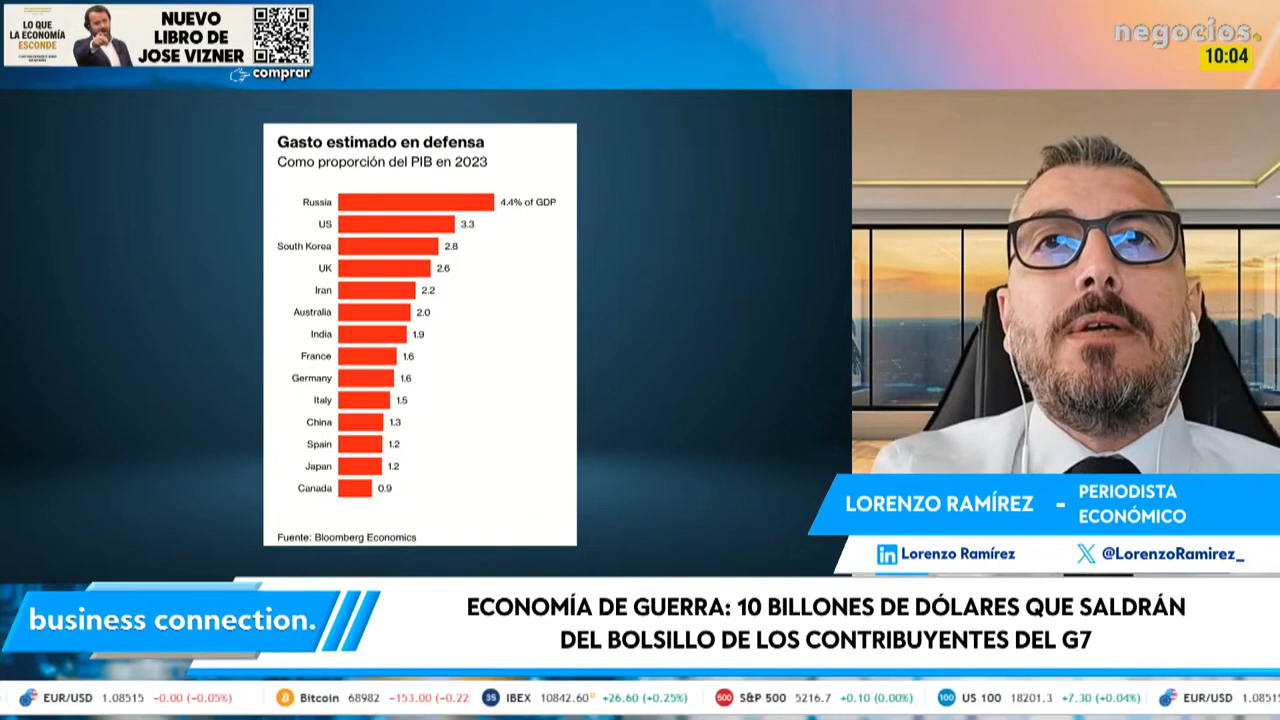 LO QUE
LA ECONOMÍA
ESCONDE
NUEVO
LIBRO DE
JOSE VIZNER
comprar
negocios.
10:04
Gasto estimado en defensa
Como proporción del PIB en 2023
Russia 4.4% of GDP
US 3.3
South Korea 2.8
UK 2.6
Iran 2.2
Australia 2.0
India 1.9
France 1.6
Germany 1.6
Italy 1.5
China 1.3
Spain 1.2
Japan 1.2
Canada 0.9
Fuente: Bloomberg Economics
LORENZO RAMÍREZ - PERIODISTA
ECONÓMICO
in Lorenzo Ramírez X @LorenzoRamirez_
business connection.
ECONOMÍA DE GUERRA: 10 BILLONES DE DÓLARES QUE SALDRÁN
DEL BOLSILLO DE LOS CONTRIBUYENTES DEL G7
EUR/USD 1.08515 -0.00 (-0.05%) Bitcoin 68982 -153.00 (-0.22 35 IBEX 10842.60 +26.60 (+0.25%) 500 S&P 500 5216.7 +0.10 (0.00%) 100 US 100 18201.3 +7.30 (+0.04%) EUR/USD 1.0851